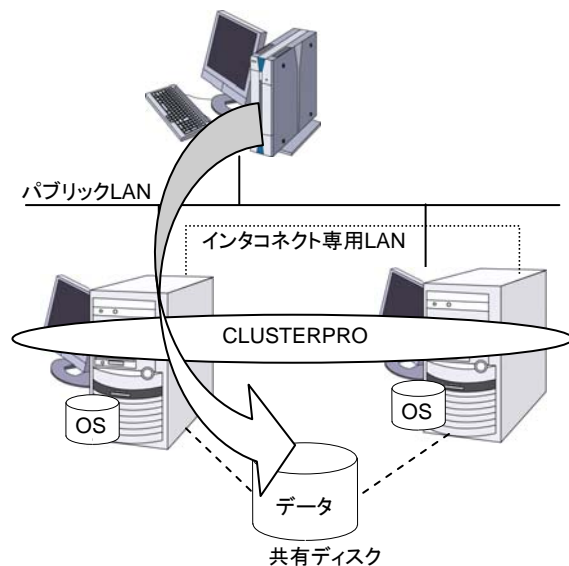 パブリックLAN
インタコネクト専用LAN
CLUSTERPRO
OS
OS
データ
共有ディスク